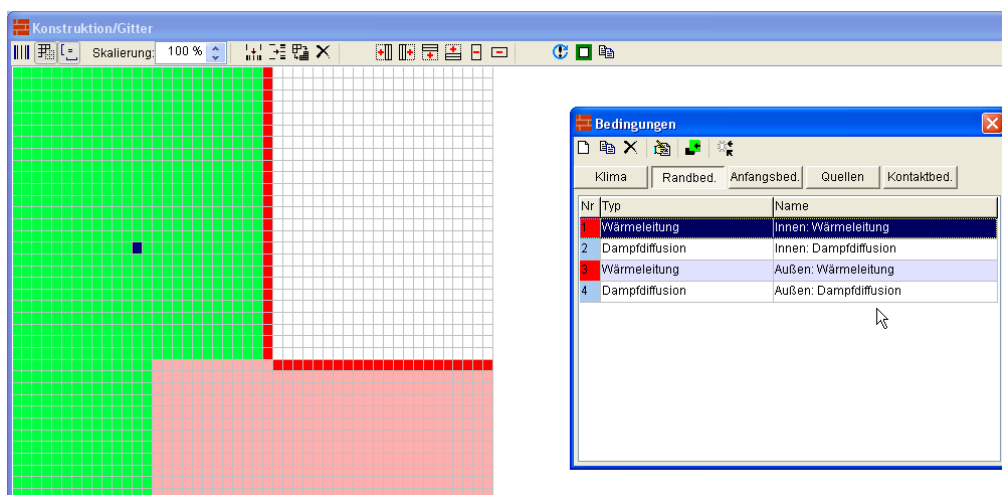 Konstruktion/Gitter
Skalierung: 100 %
Bedingungen
Klima Randbed. Anfangsbed. Quellen Kontaktbed.
Nr Typ Name
1 Wärmeleitung Innen: Wärmeleitung
2 Dampfdiffusion Innen: Dampfdiffusion
3 Wärmeleitung Außen: Wärmeleitung
4 Dampfdiffusion Außen: Dampfdiffusion